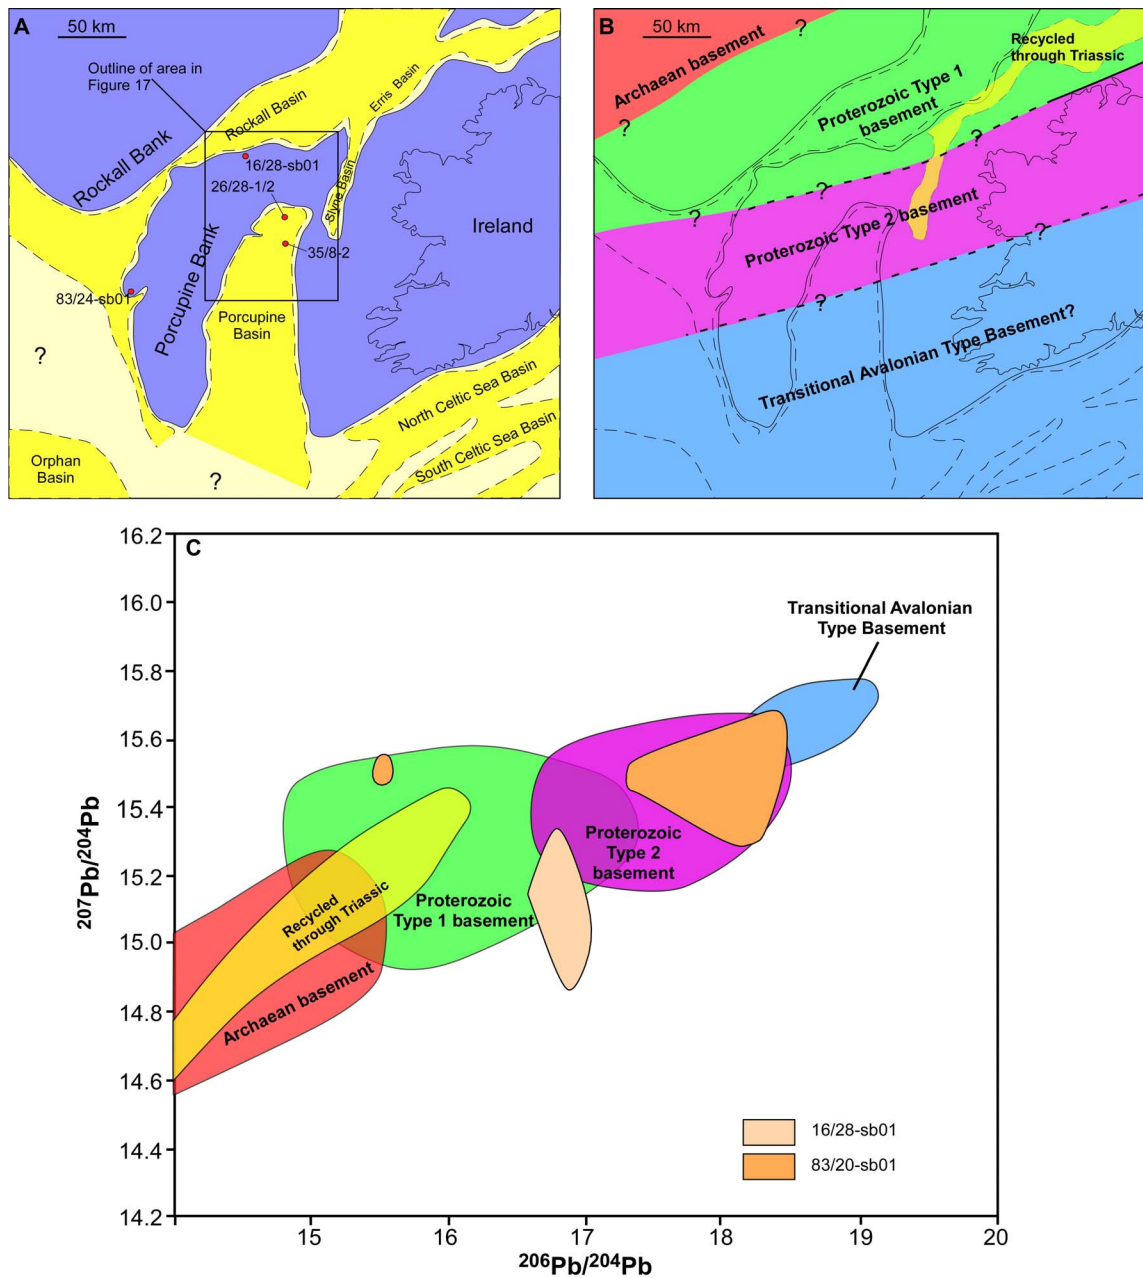 A
50 km
Outline of area in
Figure 17
Rockall Basin
Erris Basin
Rockall Bank
16/28-sb01
26/28-1/2
Slyne Basin
Ireland
35/8-2
Porcupine Bank
83/24-sb01
Porcupine
Basin
?
North Celtic Sea Basin
South Celtic Sea Basin
Orphan
Basin
?
B
50 km
?
Archaean basement
Recycled
through Triassic
Proterozoic Type 1
basement
?
?
?
?
Proterozoic Type 2 basement
?
?
Transitional Avalonian Type Basement?
C
16.2
16.0
15.8
15.6
15.4
15.2
15.0
14.8
14.6
14.4
14.2
207Pb/204Pb
Transitional Avalonian
Type Basement
Proterozoic
Type 2
basement
Proterozoic
Type 1 basement
Recycled
through Triassic
Archaean basement
16/28-sb01
83/20-sb01
15
16
17
18
19
20
206Pb/204Pb